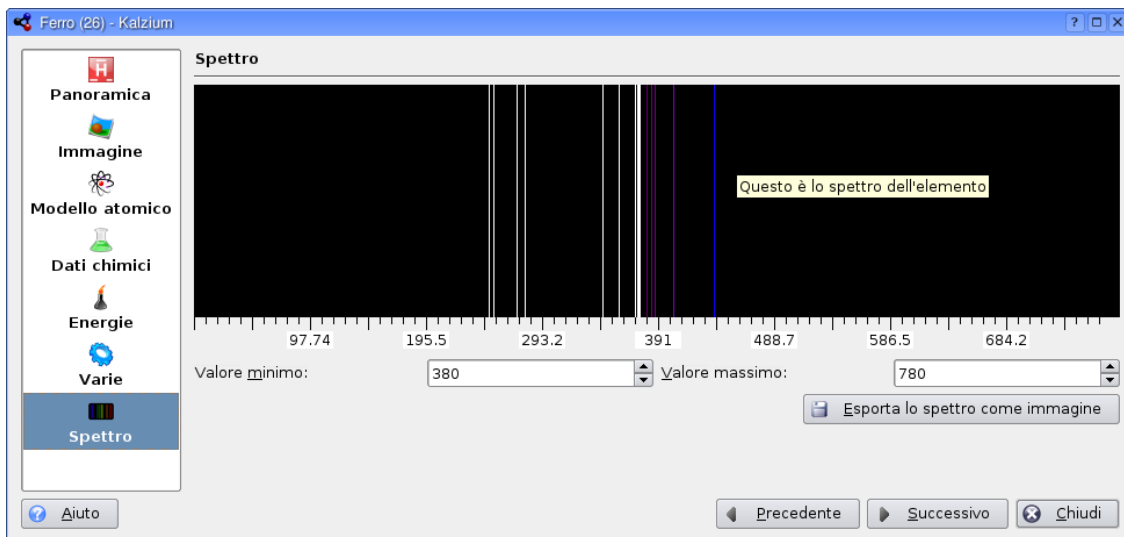 Ferro (26) - Kalzium
Panoramica
Immagine
Modello atomico
Dati chimici
Energie
Varie
Spettro
Spettro
Questo è lo spettro dell'elemento
97.74 195.5 293.2 391 488.7 586.5 684.2
Valore minimo: 380 Valore massimo: 780
Esporta lo spettro come immagine
Aiuto Precedente Successivo Chiudi